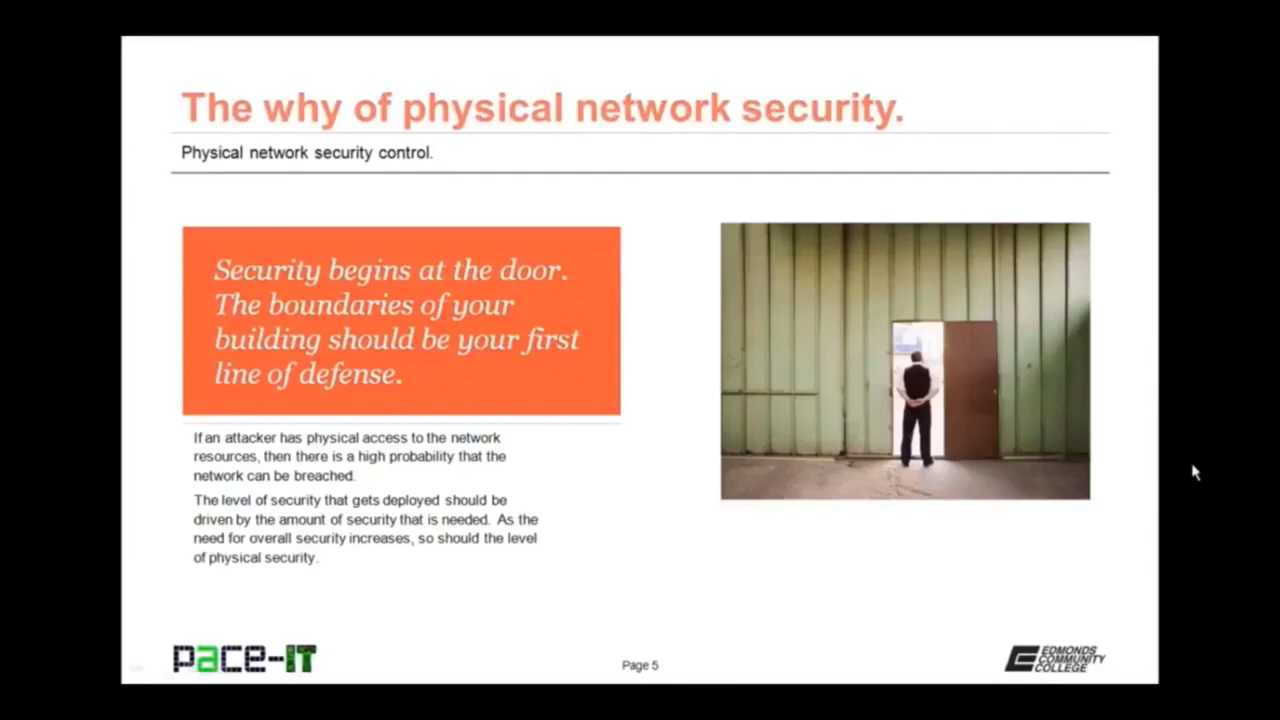 The why of physical network security.
Physical network security control.
Security begins at the door.
The boundaries of your
building should be your first
line of defense.
If an attacker has physical access to the network
resources, then there is a high probability that the
network can be breached.
The level of security that gets deployed should be
driven by the amount of security that is needed. As the
need for overall security increases, so should the level
of physical security.
pace-IT
Page 5
EDMONDS
COMMUNITY
COLLEGE